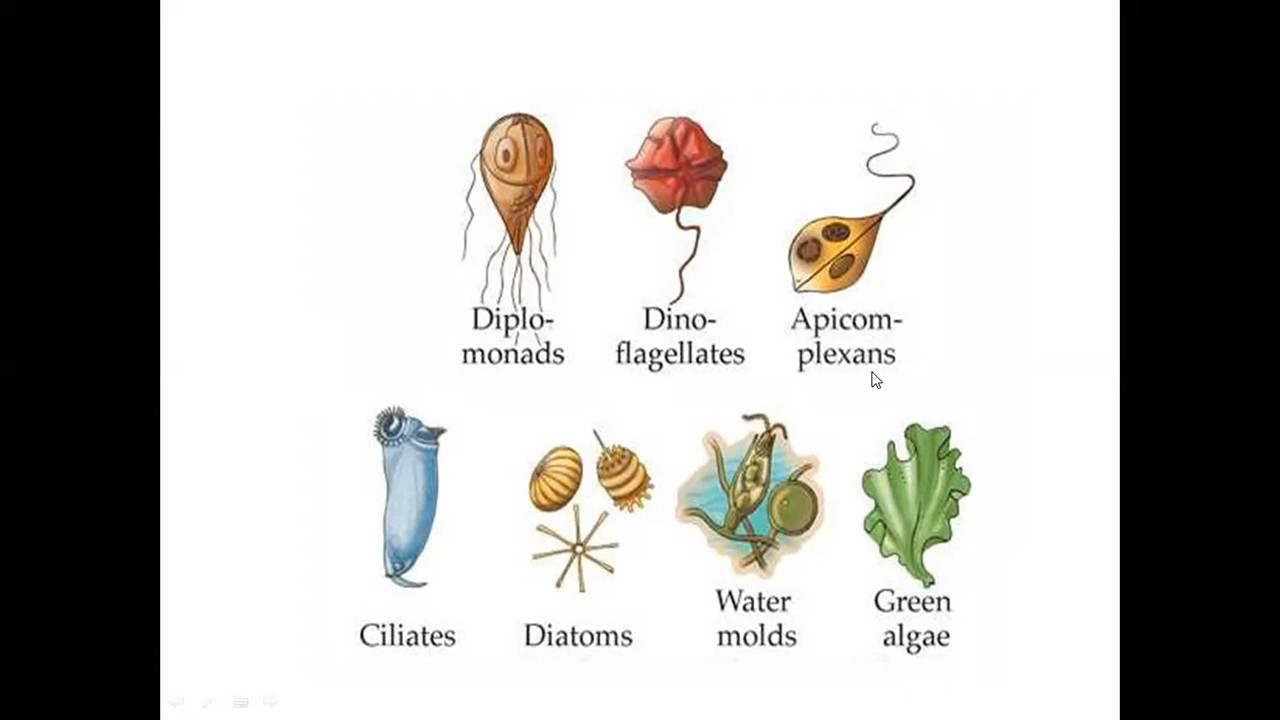 Diplo-
monads
Dino-
flagellates
Apicom-
plexans
Ciliates
Diatoms
Water
molds
Green
algae